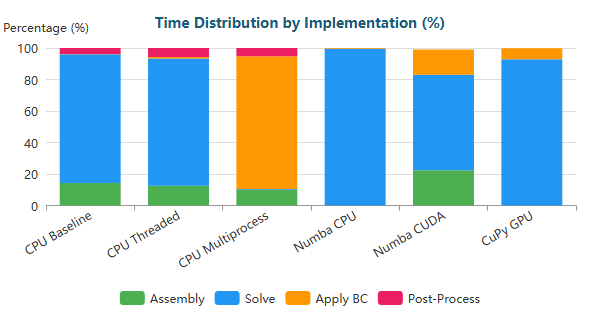 Time Distribution by Implementation (%)
Percentage (%)
100
80
60
40
20
0
CPU Baseline
CPU Threaded
CPU Multiprocess
Numba CPU
Numba CUDA
CuPy GPU
Assembly Solve Apply BC Post-Process